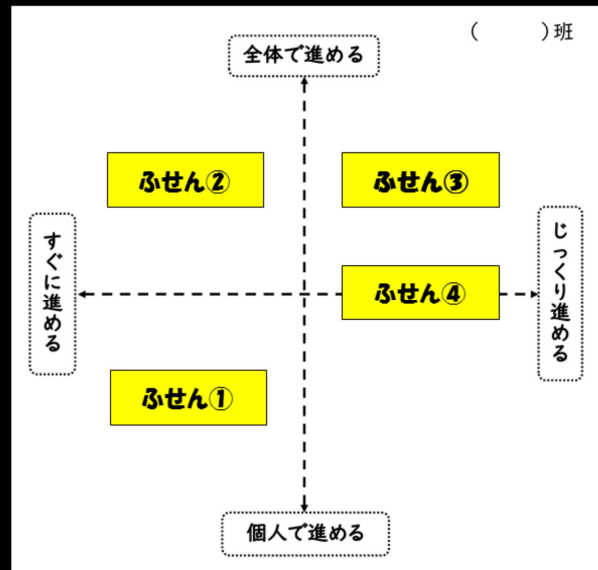 (　　　)班
全体で進める
ふせん②
ふせん③
すぐに進める
じっくり進める
ふせん④
ふせん①
個人で進める